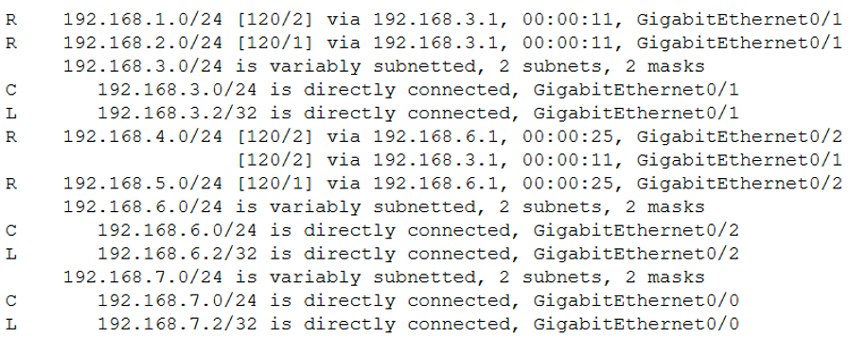 R    192.168.1.0/24 [120/2] via 192.168.3.1, 00:00:11, GigabitEthernet0/1
R    192.168.2.0/24 [120/1] via 192.168.3.1, 00:00:11, GigabitEthernet0/1
     192.168.3.0/24 is variably subnetted, 2 subnets, 2 masks
C       192.168.3.0/24 is directly connected, GigabitEthernet0/1
L       192.168.3.2/32 is directly connected, GigabitEthernet0/1
R    192.168.4.0/24 [120/2] via 192.168.6.1, 00:00:25, GigabitEthernet0/2
                    [120/2] via 192.168.3.1, 00:00:11, GigabitEthernet0/1
R    192.168.5.0/24 [120/1] via 192.168.6.1, 00:00:25, GigabitEthernet0/2
     192.168.6.0/24 is variably subnetted, 2 subnets, 2 masks
C       192.168.6.0/24 is directly connected, GigabitEthernet0/2
L       192.168.6.2/32 is directly connected, GigabitEthernet0/2
     192.168.7.0/24 is variably subnetted, 2 subnets, 2 masks
C       192.168.7.0/24 is directly connected, GigabitEthernet0/0
L       192.168.7.2/32 is directly connected, GigabitEthernet0/0